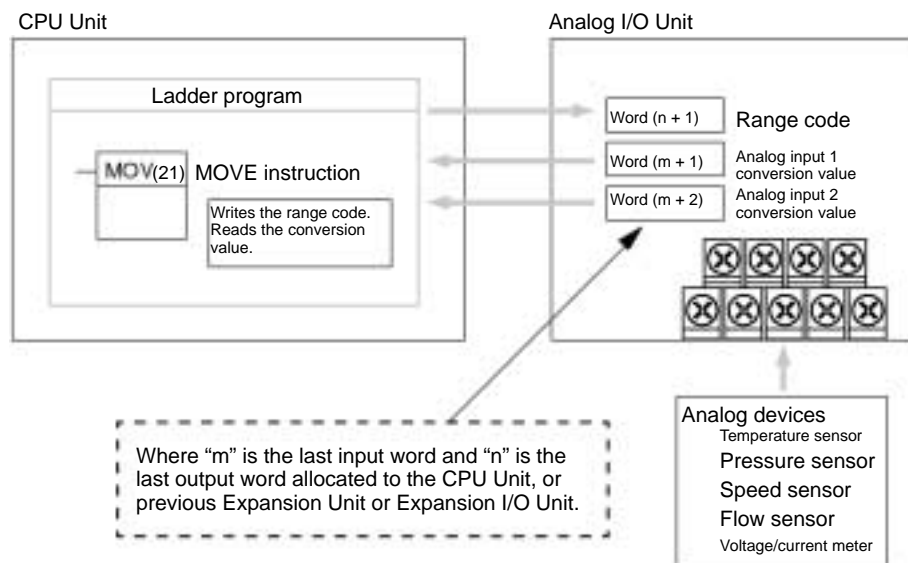 CPU Unit
Analog I/O Unit
Ladder program
MOV(21) MOVE instruction
Writes the range code.
Reads the conversion
value.
Word (n + 1) Range code
Word (m + 1) Analog input 1
conversion value
Word (m + 2) Analog input 2
conversion value
Where “m” is the last input word and “n” is the
last output word allocated to the CPU Unit, or
previous Expansion Unit or Expansion I/O Unit.
Analog devices
Temperature sensor
Pressure sensor
Speed sensor
Flow sensor
Voltage/current meter